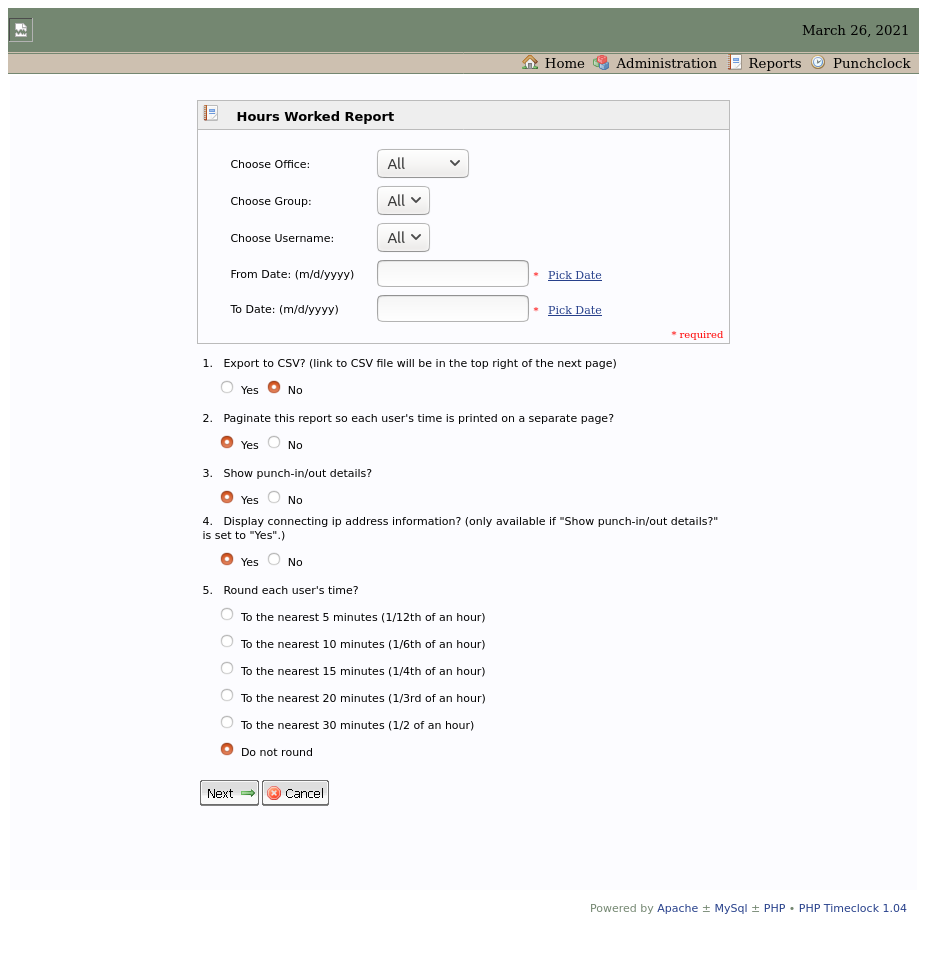 March 26, 2021
Home Administration Reports Punchclock
Hours Worked Report
Choose Office: All
Choose Group: All
Choose Username: All
From Date: (m/d/yyyy) * Pick Date
To Date: (m/d/yyyy) * Pick Date
* required
1. Export to CSV? (link to CSV file will be in the top right of the next page)
Yes No
2. Paginate this report so each user's time is printed on a separate page?
Yes No
3. Show punch-in/out details?
Yes No
4. Display connecting ip address information? (only available if "Show punch-in/out details?"
is set to "Yes".)
Yes No
5. Round each user's time?
To the nearest 5 minutes (1/12th of an hour)
To the nearest 10 minutes (1/6th of an hour)
To the nearest 15 minutes (1/4th of an hour)
To the nearest 20 minutes (1/3rd of an hour)
To the nearest 30 minutes (1/2 of an hour)
Do not round
Next Cancel
Powered by Apache ± MySql ± PHP • PHP Timeclock 1.04